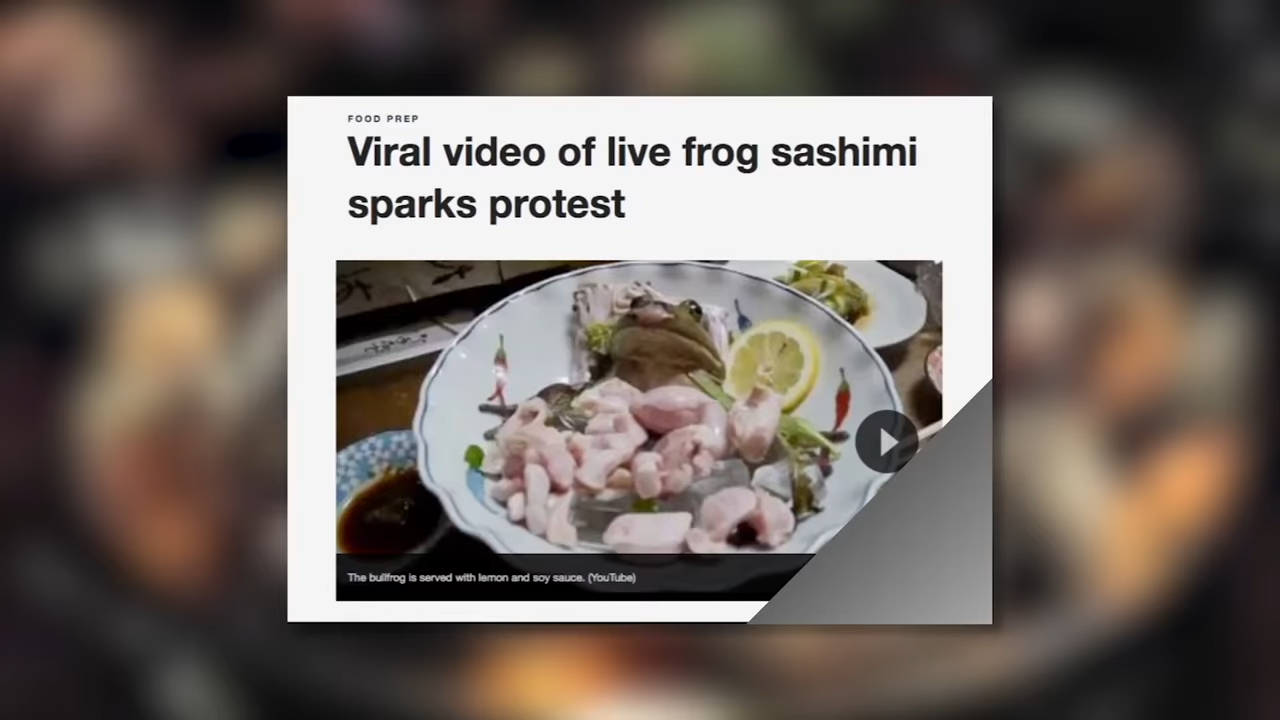 FOOD PREP
Viral video of live frog sashimi
sparks protest
The bullfrog is served with lemon and soy sauce. (YouTube)